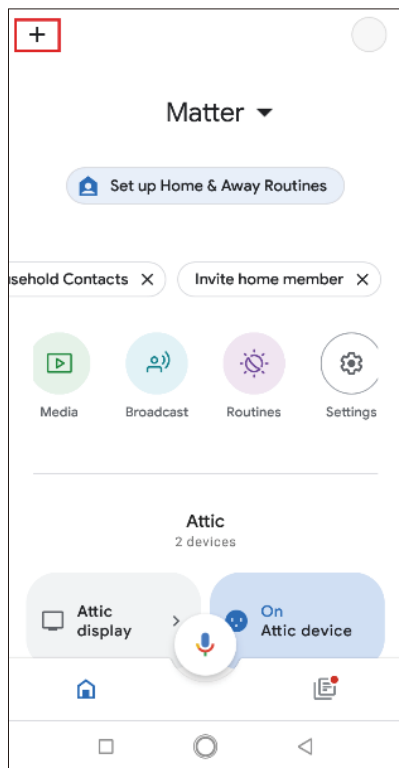 +
Matter
Set up Home & Away Routines
sehold Contacts X
Invite home member X
Media Broadcast Routines Settings
Attic
2 devices
Attic
display
On
Attic device